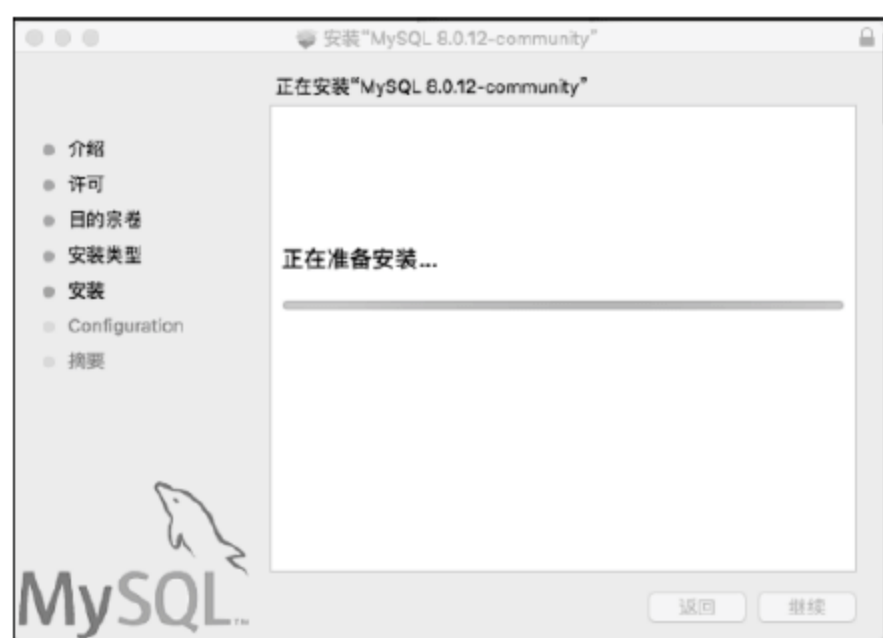 安装“MySQL 8.0.12-community”
正在安装“MySQL 8.0.12-community”
介绍
许可
目的宗卷
安装类型
安装
Configuration
摘要
正在准备安装...
MySQL™
返回
继续